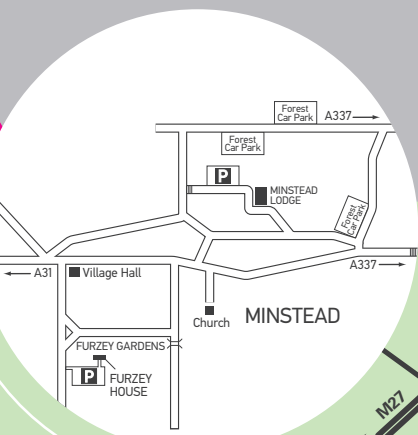 Forest
Car Park
A337
Forest
Car Park
P
MINSTEAD
LODGE
Forest
Car Park
A31
Village Hall
A337
Church
MINSTEAD
FURZEY GARDENS
P
FURZEY
HOUSE
M27